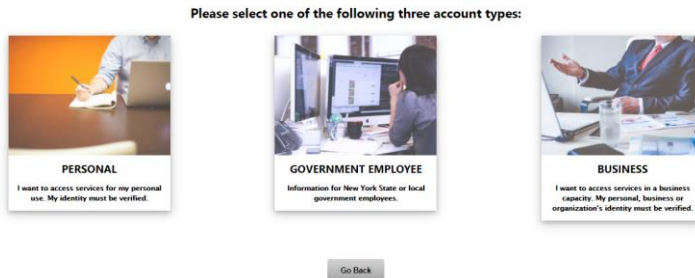 Please select one of the following three account types:
PERSONAL
I want to access services for my personal
use. My identity must be verified.
GOVERNMENT EMPLOYEE
Information for New York State or local
government employees.
BUSINESS
I want to access services in a business
capacity. My personal, business or
organization's identity must be verified.
Go Back